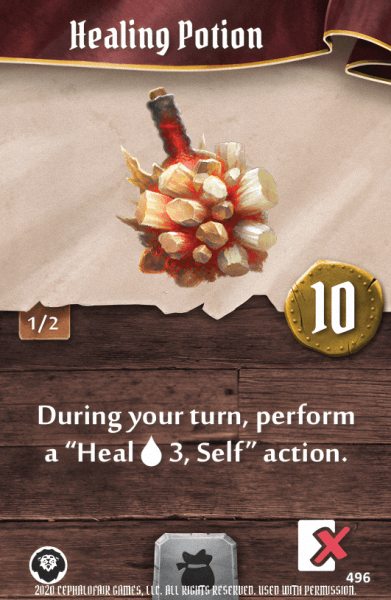 Healing Potion
10
1/2
During your turn, perform
a “Heal 3, Self” action.
496
2020 CEPHALOFAIR GAMES, LLC. ALL RIGHTS RESERVED. USED WITH PERMISSION.